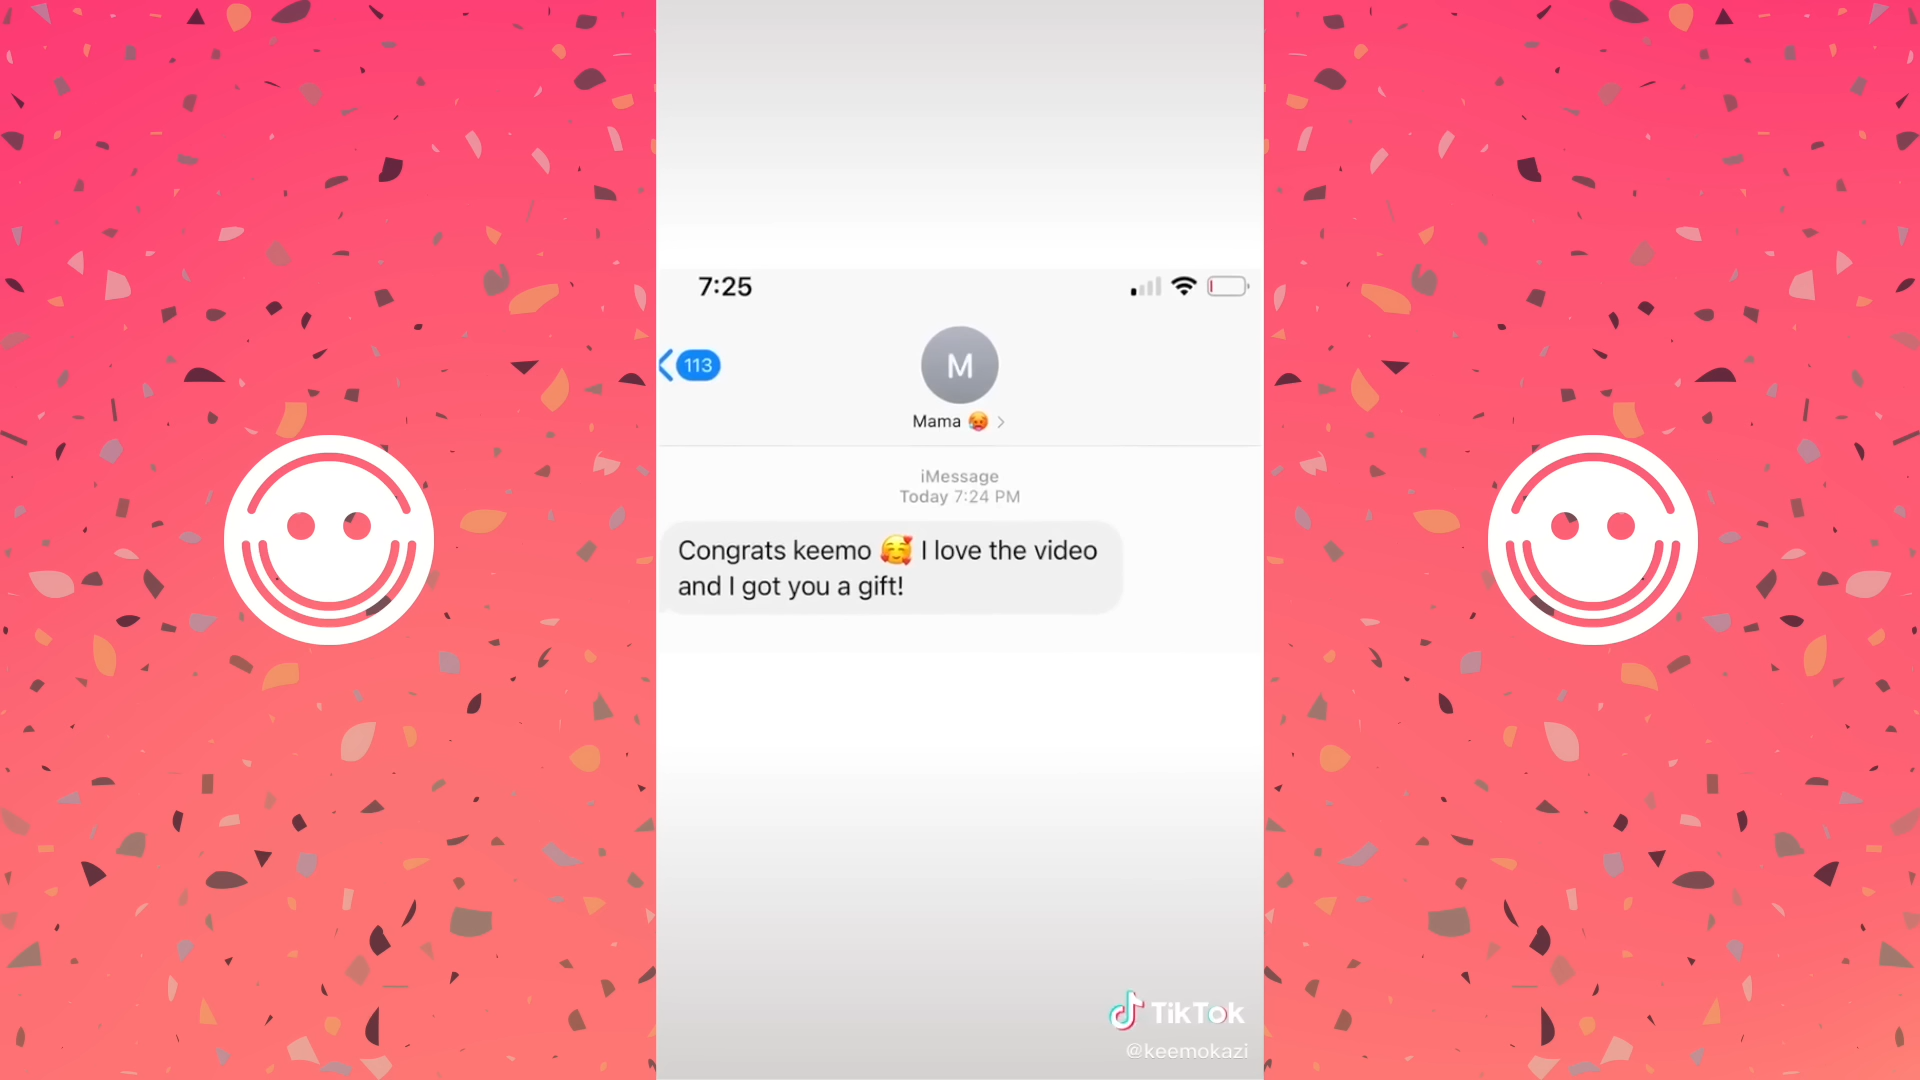 7:25
113
M
Mama 🥵
iMessage
Today 7:24 PM
Congrats keemo 🥰 I love the video
and I got you a gift!
TikTok
@keemokazi